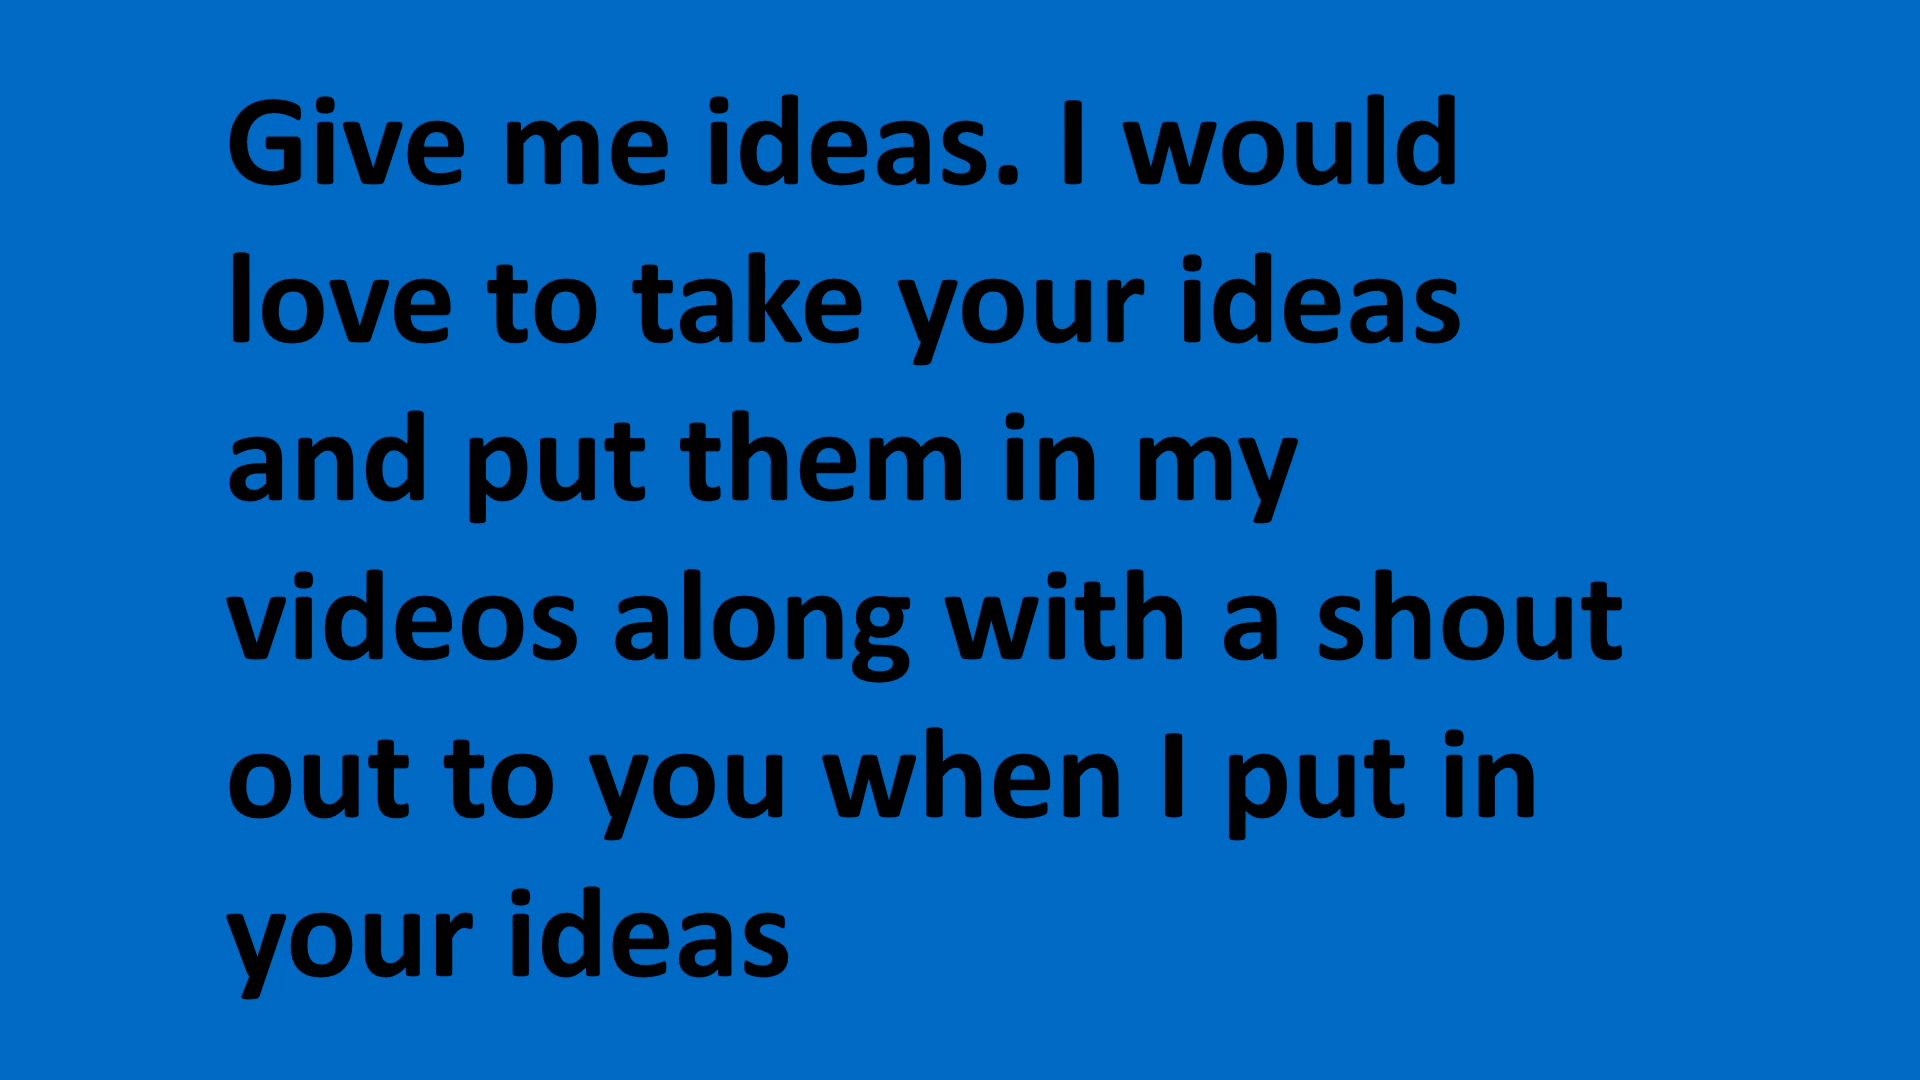 Give me ideas. I would
love to take your ideas
and put them in my
videos along with a shout
out to you when I put in
your ideas